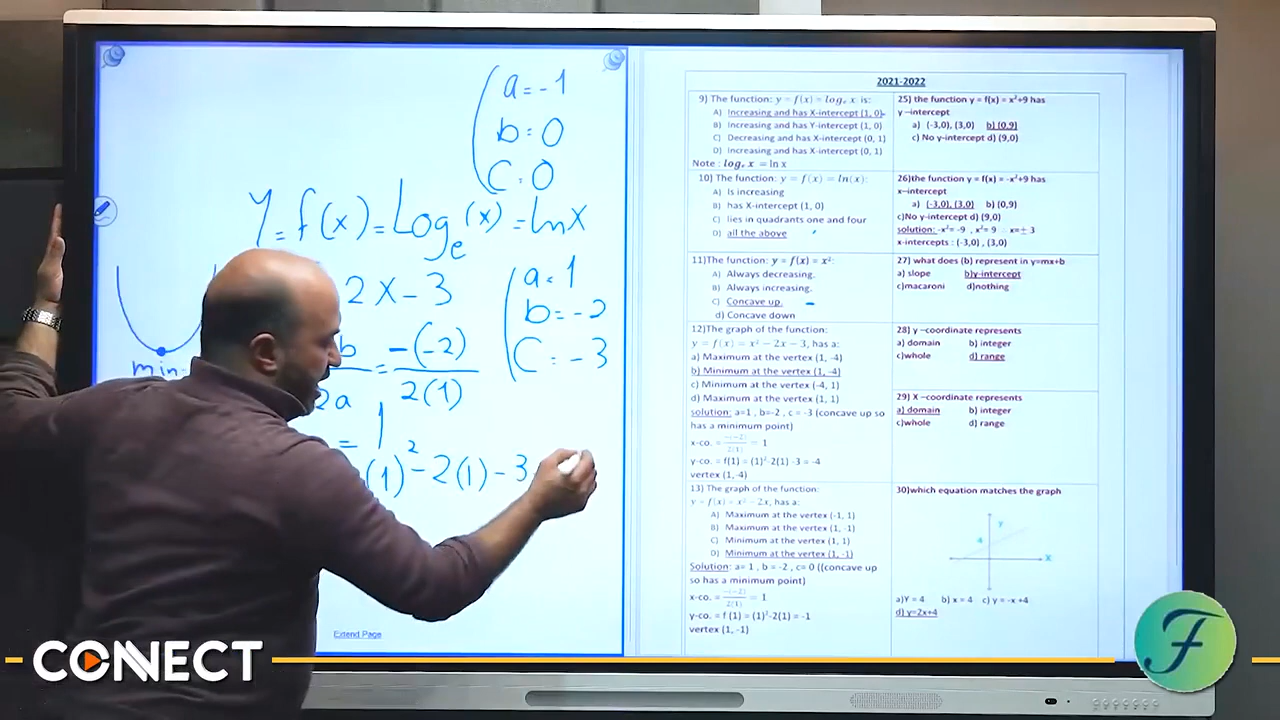 a = -1
b = 0
C = 0
y = f(x) = Log e (x) = ln x
2x - 3
a = 1
b = -2
C = -3
min.
b/2a = -(-2)/2(1)
= 1
(1)² - 2(1) - 3
Extend Page
2021-2022
9) The function: y = f(x) = logₑ x is:
A) Increasing and has X-intercept (1, 0)
B) Increasing and has Y-intercept (1, 0)
C) Decreasing and has X-intercept (0, 1)
D) Increasing and has X-intercept (0, 1)
Note : logₑ x = ln x
10) The function: y = f(x) = ln(x):
A) Is increasing
B) has X-intercept (1, 0)
C) lies in quadrants one and four
D) all the above
11)The function: y = f(x) = x²:
A) Always decreasing.
B) Always increasing.
C) Concave up.
d) Concave down
12)The graph of the function:
y = f(x) = x² − 2x − 3, has a:
a) Maximum at the vertex (1, -4)
b) Minimum at the vertex (1, -4)
c) Minimum at the vertex (-4, 1)
d) Maximum at the vertex (1, 1)
solution: a=1 , b=-2 , c = -3 (concave up so
has a minimum point)
x-co. = -(-2)/2(1) = 1
y-co. = f(1) = (1)²-2(1) -3 = -4
vertex (1,-4)
13) The graph of the function:
y = f(x) = x² − 2x, has a:
A) Maximum at the vertex (-1, 1)
B) Maximum at the vertex (1, -1)
C) Minimum at the vertex (1, 1)
D) Minimum at the vertex (1, -1)
Solution: a= 1 , b = -2 , c= 0 ((concave up
so has a minimum point)
x-co. = -(-2)/2(1) = 1
y-co. = f (1) = (1)²-2(1) = -1
vertex (1, -1)
25) the function y = f(x) = x²+9 has
y –intercept
a) (-3,0), (3,0) b) (0,9)
c) No y-intercept d) (9,0)
26)the function y = f(x) = -x²+9 has
x–intercept
a) (-3,0), (3,0) b) (0,9)
c)No y-intercept d) (9,0)
solution: -x²= -9 , x²= 9 ∴ x=± 3
x-intercepts : (-3,0) , (3,0)
27) what does (b) represent in y=mx+b
a) slope b)y-intercept
c)macaroni d)nothing
28) y –coordinate represents
a) domain b) integer
c)whole d) range
29) X –coordinate represents
a) domain b) integer
c)whole d) range
30)which equation matches the graph
y
4
X
a)Y = 4 b) x = 4 c) y = -x +4
d) y=2x+4
CONNECT
F